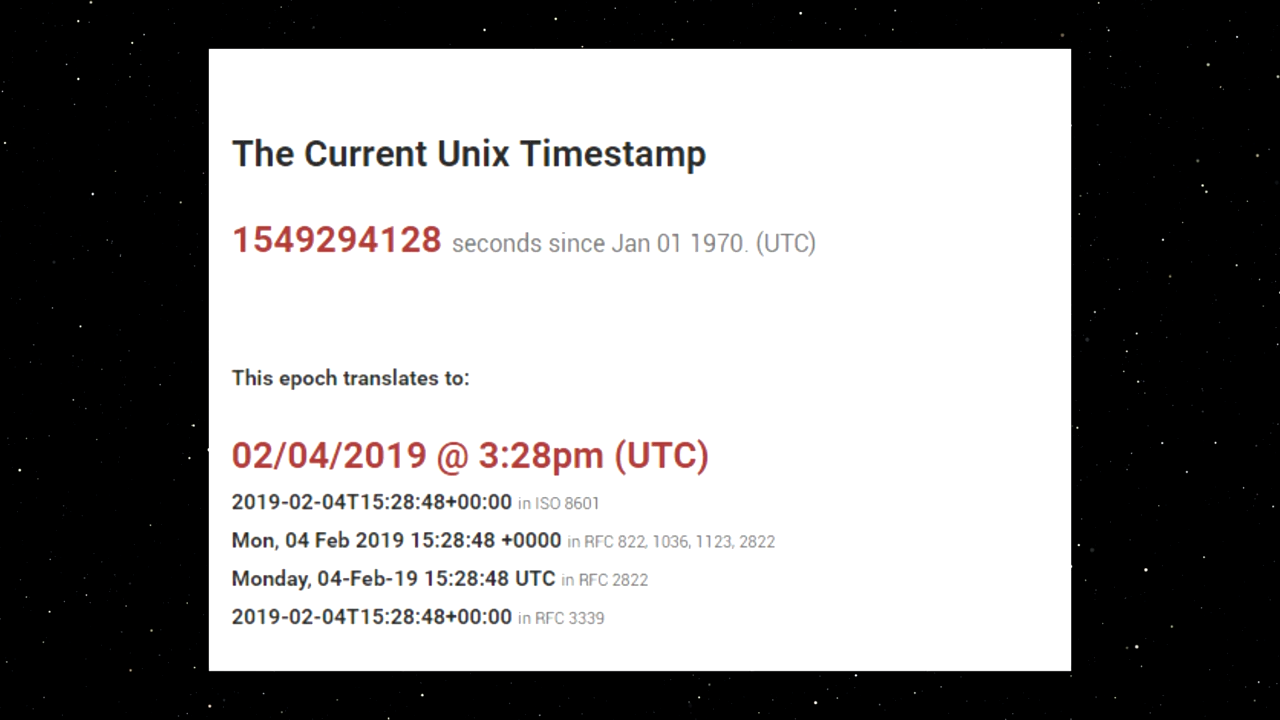 The Current Unix Timestamp
1549294128 seconds since Jan 01 1970. (UTC)
This epoch translates to:
02/04/2019 @ 3:28pm (UTC)
2019-02-04T15:28:48+00:00 in ISO 8601
Mon, 04 Feb 2019 15:28:48 +0000 in RFC 822, 1036, 1123, 2822
Monday, 04-Feb-19 15:28:48 UTC in RFC 2822
2019-02-04T15:28:48+00:00 in RFC 3339